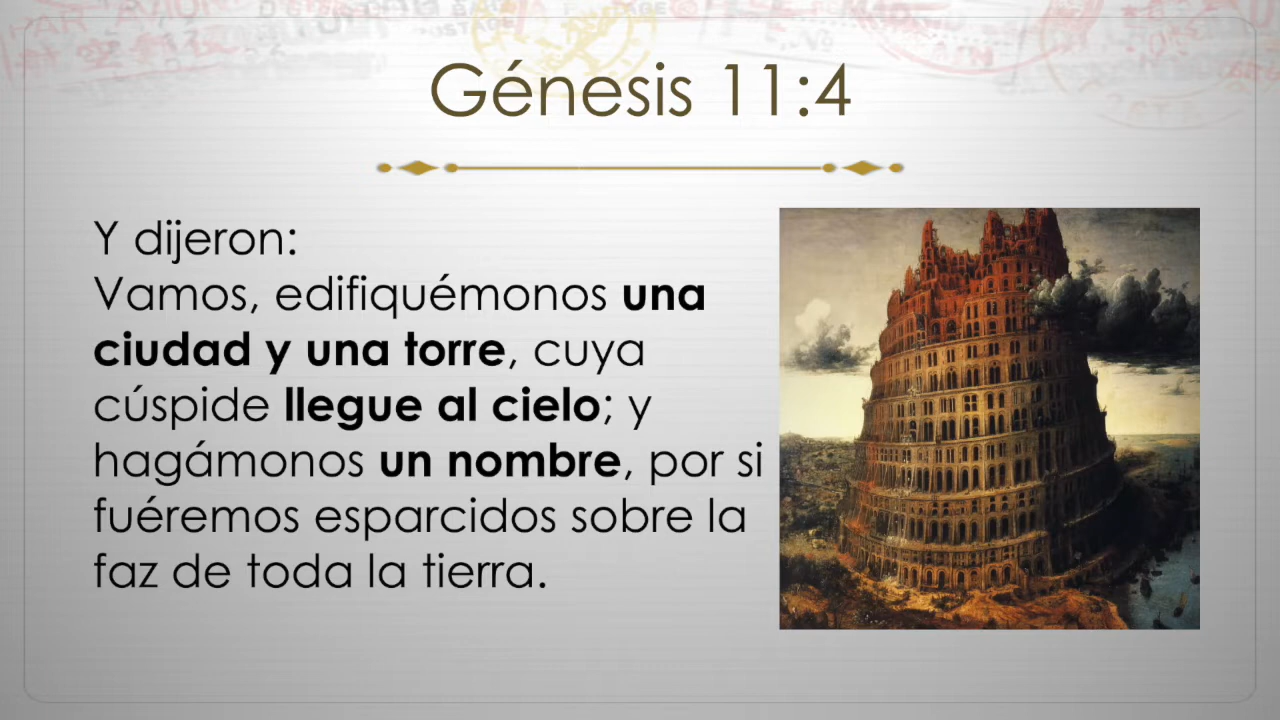 Génesis 11:4
Y dijeron:
Vamos, edifiquémonos una
ciudad y una torre, cuya
cúspide llegue al cielo; y
hagámonos un nombre, por si
fuéremos esparcidos sobre la
faz de toda la tierra.